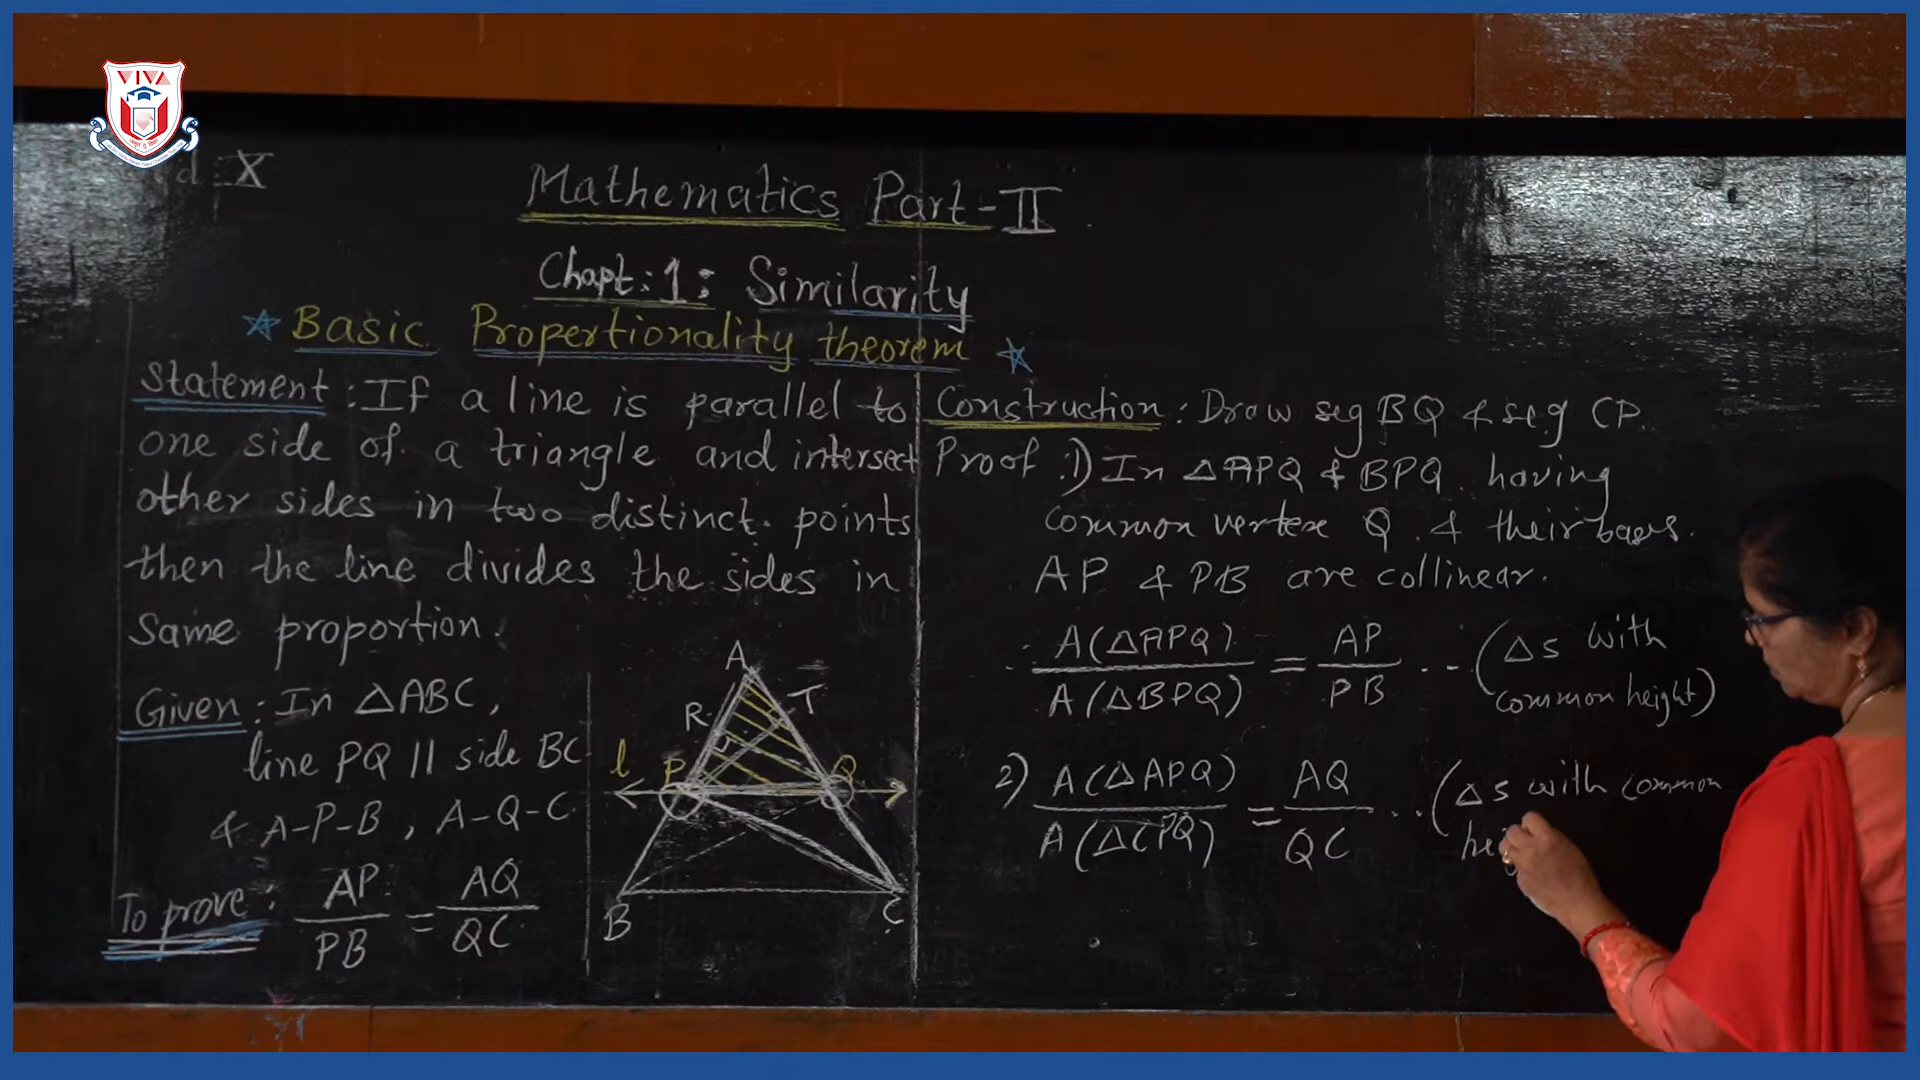 VIVA
d : X
Mathematics Part-II
Chapt: 1: Similarity
Basic Propertionality theorem
Statement : If a line is parallel to
one side of a triangle and intersect
other sides in two distinct. points
then the line divides the sides in
Same proportion.
Given : In △ABC,
line PQ || side BC
& A-P-B, A-Q-C
To prove : AP/PB = AQ/QC
A
R
T
l
P
Q
B
C
Construction : Draw seg BQ & seg CP.
Proof :1) In △APQ & BPQ having
common vertex Q & their bases.
AP & PB are collinear.
∴ A(△APQ)/A(△BPQ) = AP/PB ... (△s with
common height)
2) A(△APQ)/A(△CPQ) = AQ/QC ... (△s with common
hei